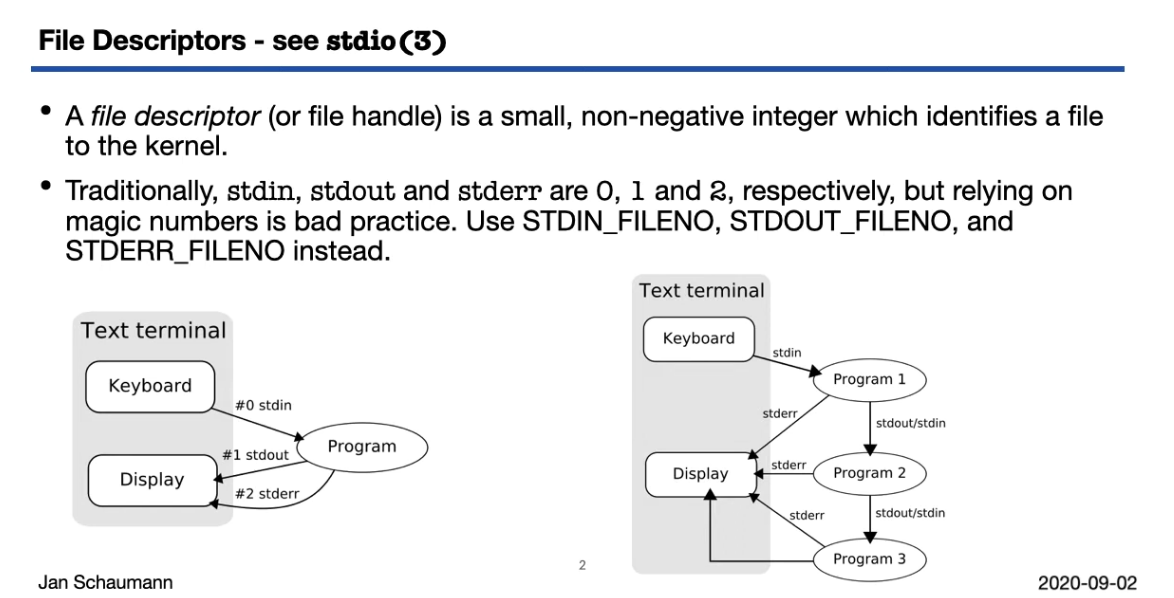 File Descriptors - see stdio(3)
• A file descriptor (or file handle) is a small, non-negative integer which identifies a file
to the kernel.
• Traditionally, stdin, stdout and stderr are 0, 1 and 2, respectively, but relying on
magic numbers is bad practice. Use STDIN_FILENO, STDOUT_FILENO, and
STDERR_FILENO instead.
Text terminal
Keyboard
#0 stdin
Program
#1 stdout
Display
#2 stderr
Text terminal
Keyboard
stdin
Program 1
stderr
stdout/stdin
Display
stderr
Program 2
stderr
stdout/stdin
Program 3
Jan Schaumann
2
2020-09-02